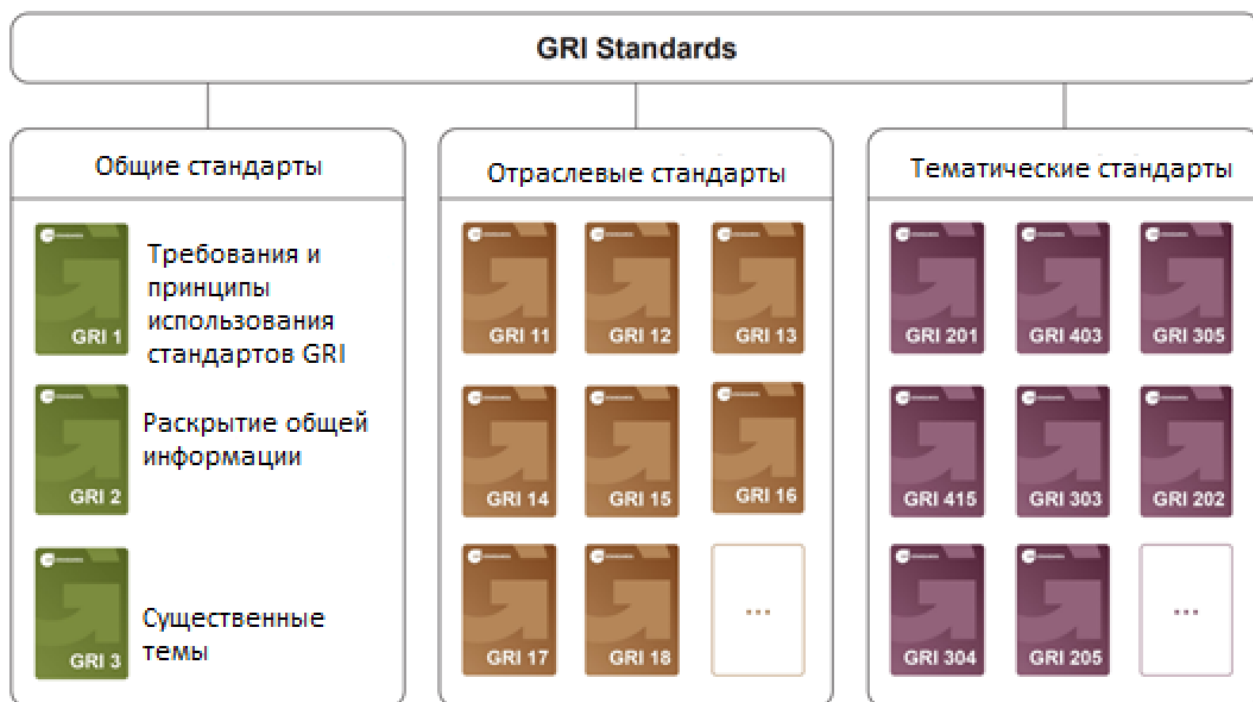 GRI Standards
Общие стандарты
GRI 1
Требования и
принципы
использования
стандартов GRI
GRI 2
Раскрытие общей
информации
GRI 3
Существенные
темы
Отраслевые стандарты
GRI 11
GRI 12
GRI 13
GRI 14
GRI 15
GRI 16
GRI 17
GRI 18
...
Тематические стандарты
GRI 201
GRI 403
GRI 305
GRI 415
GRI 303
GRI 202
GRI 304
GRI 205
...